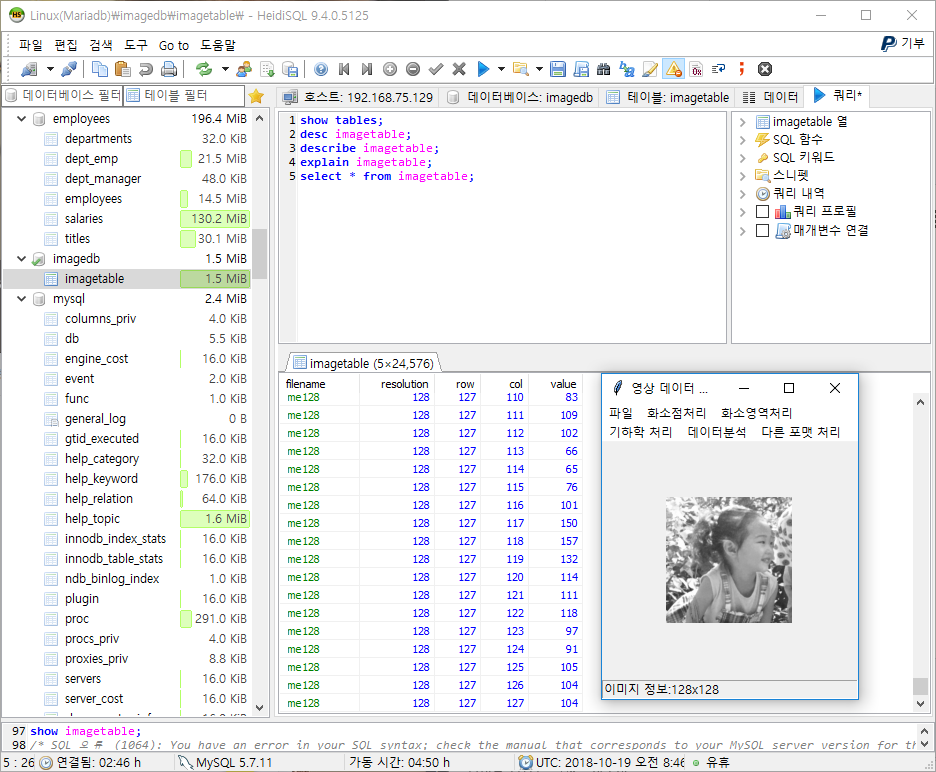 Linux(Mariadb)₩imagedb₩imagetable₩ - HeidiSQL 9.4.0.5125
파일 편집 검색 도구 Go to 도움말
기부
데이터베이스 필터 테이블 필터
호스트: 192.168.75.129 데이터베이스: imagedb 테이블: imagetable 데이터 쿼리*
employees 196.4 MiB
departments 32.0 KiB
dept_emp 21.5 MiB
dept_manager 48.0 KiB
employees 14.5 MiB
salaries 130.2 MiB
titles 30.1 MiB
imagedb 1.5 MiB
imagetable 1.5 MiB
mysql 2.4 MiB
columns_priv 4.0 KiB
db 5.5 KiB
engine_cost 16.0 KiB
event 2.0 KiB
func 1.0 KiB
general_log 0 B
gtid_executed 16.0 KiB
help_category 32.0 KiB
help_keyword 176.0 KiB
help_relation 64.0 KiB
help_topic 1.6 MiB
innodb_index_stats 16.0 KiB
innodb_table_stats 16.0 KiB
ndb_binlog_index 1.0 KiB
plugin 16.0 KiB
proc 291.0 KiB
procs_priv 4.0 KiB
proxies_priv 8.8 KiB
servers 16.0 KiB
server_cost 16.0 KiB
1 show tables;
2 desc imagetable;
3 describe imagetable;
4 explain imagetable;
5 select * from imagetable;
imagetable 열
SQL 함수
SQL 키워드
스니펫
쿼리 내역
쿼리 프로필
매개변수 연결
imagetable (5×24,576)
filename resolution row col value
me128 128 127 110 83
me128 128 127 111 109
me128 128 127 112 102
me128 128 127 113 66
me128 128 127 114 65
me128 128 127 115 76
me128 128 127 116 101
me128 128 127 117 150
me128 128 127 118 157
me128 128 127 119 132
me128 128 127 120 114
me128 128 127 121 111
me128 128 127 122 118
me128 128 127 123 97
me128 128 127 124 91
me128 128 127 125 105
me128 128 127 126 104
me128 128 127 127 104
영상 데이터 ...
파일 화소점처리 화소영역처리
기하학 처리 데이터분석 다른 포맷 처리
이미지 정보:128x128
97 show imagetable;
98 /* SQL 오류 (1064): You have an error in your SQL syntax; check the manual that corresponds to your MySQL server version for th
5 : 26 연결됨: 02:46 h MySQL 5.7.11 가동 시간: 04:50 h UTC: 2018-10-19 오전 8:46 유휴